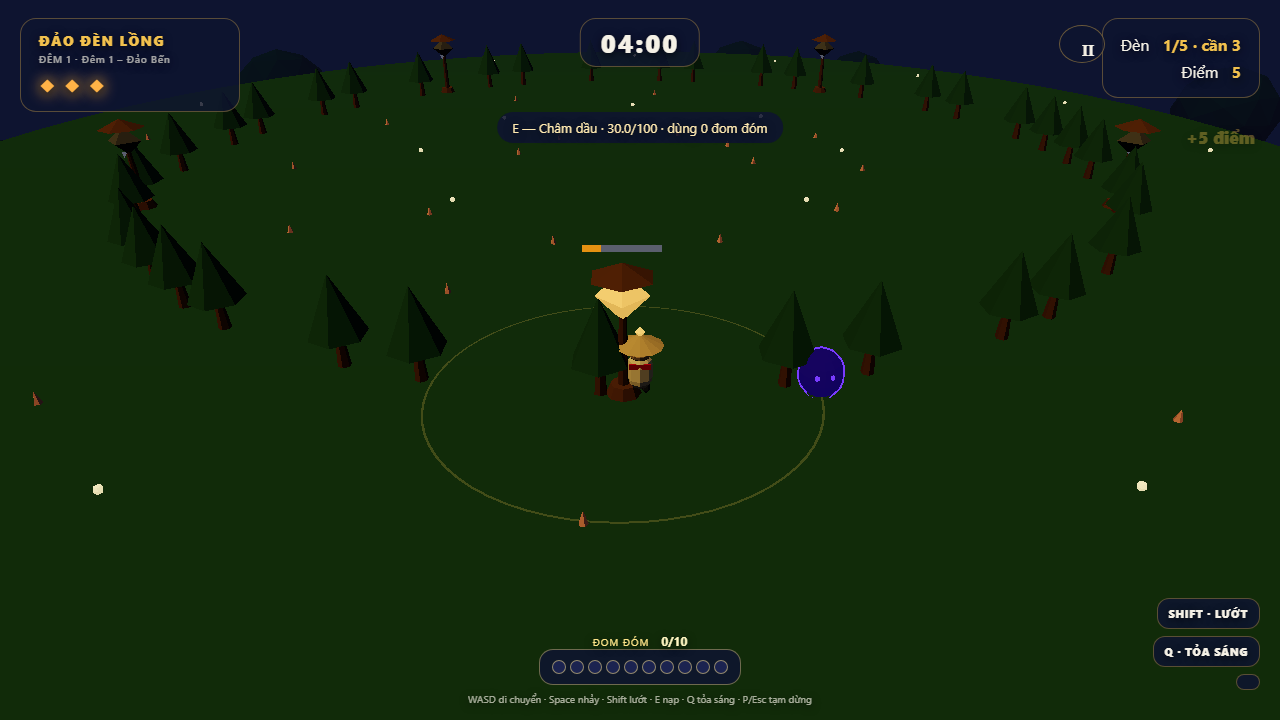 ĐẢO ĐÈN LỒNG
ĐÊM 1 · Đêm 1 – Đảo Bến
04:00
II
Đèn 1/5 · cần 3
Điểm 5
E — Châm dầu · 30.0/100 · dùng 0 đom đóm
+5 điểm
SHIFT · LƯỚT
Q · TỎA SÁNG
ĐOM ĐÓM 0/10
WASD di chuyển · Space nhảy · Shift lướt · E nạp · Q tỏa sáng · P/Esc tạm dừng